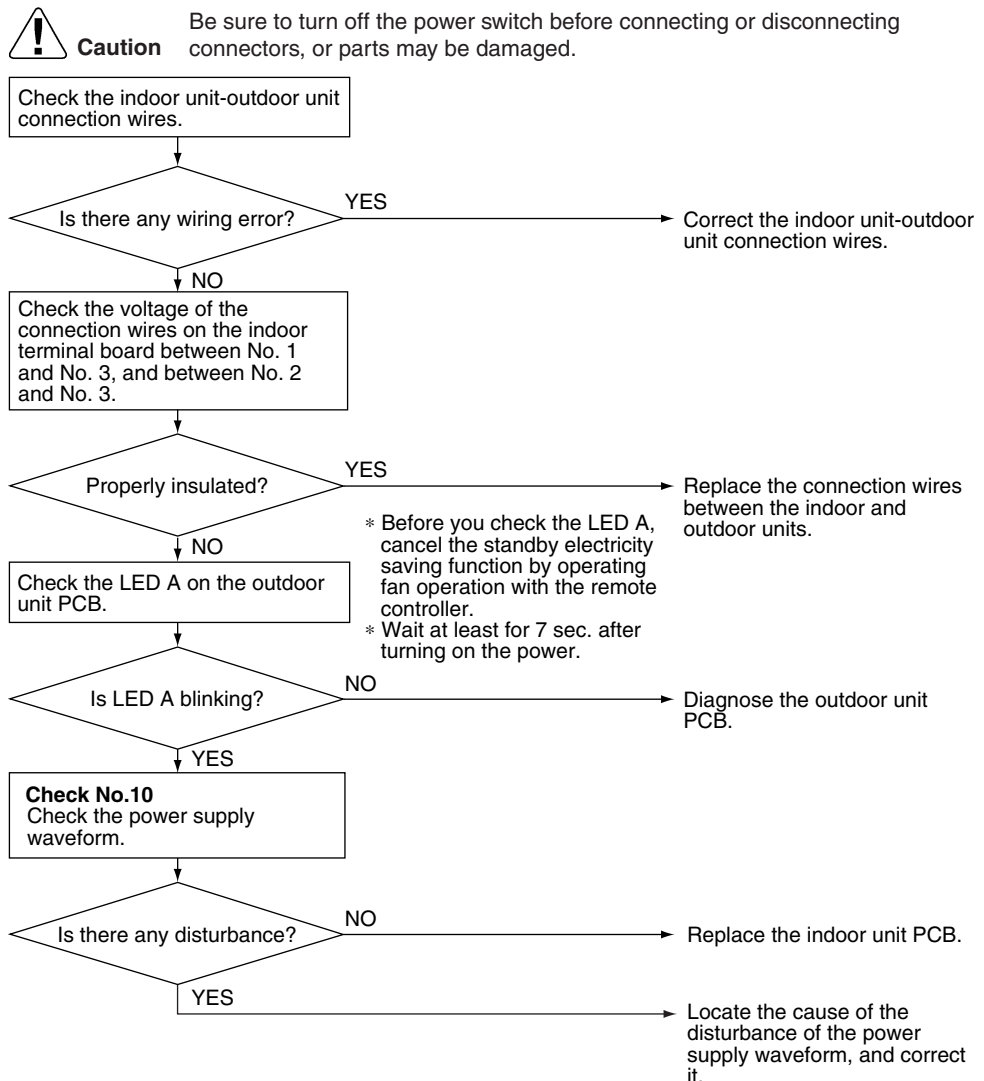 Be sure to turn off the power switch before connecting or disconnecting
Caution connectors, or parts may be damaged.
Check the indoor unit-outdoor unit
connection wires.
Is there any wiring error?
YES
Correct the indoor unit-outdoor
unit connection wires.
NO
Check the voltage of the
connection wires on the indoor
terminal board between No. 1
and No. 3, and between No. 2
and No. 3.
Properly insulated?
YES
Replace the connection wires
between the indoor and
outdoor units.
NO
* Before you check the LED A,
cancel the standby electricity
saving function by operating
fan operation with the remote
controller.
* Wait at least for 7 sec. after
turning on the power.
Check the LED A on the outdoor
unit PCB.
Is LED A blinking?
NO
Diagnose the outdoor unit
PCB.
YES
Check No.10
Check the power supply
waveform.
Is there any disturbance?
NO
Replace the indoor unit PCB.
YES
Locate the cause of the
disturbance of the power
supply waveform, and correct
it.